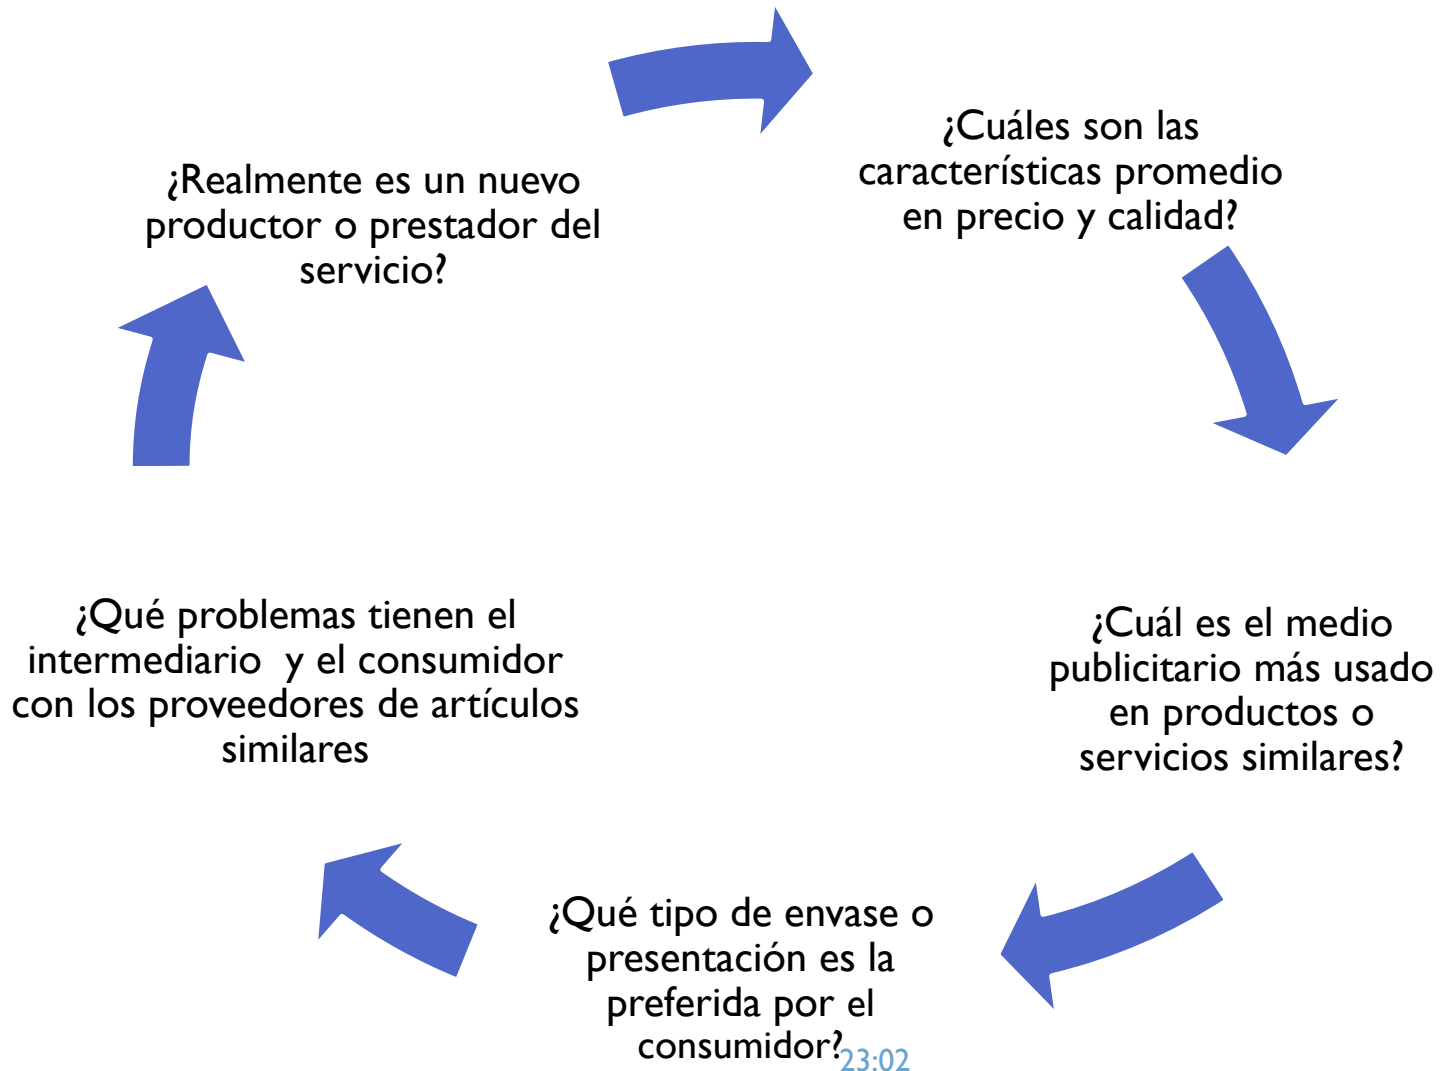 ¿Realmente es un nuevo
productor o prestador del
servicio?
¿Cuáles son las
características promedio
en precio y calidad?
¿Cuál es el medio
publicitario más usado
en productos o
servicios similares?
¿Qué tipo de envase o
presentación es la
preferida por el
consumidor?
23:02
¿Qué problemas tienen el
intermediario  y el consumidor
con los proveedores de artículos
similares